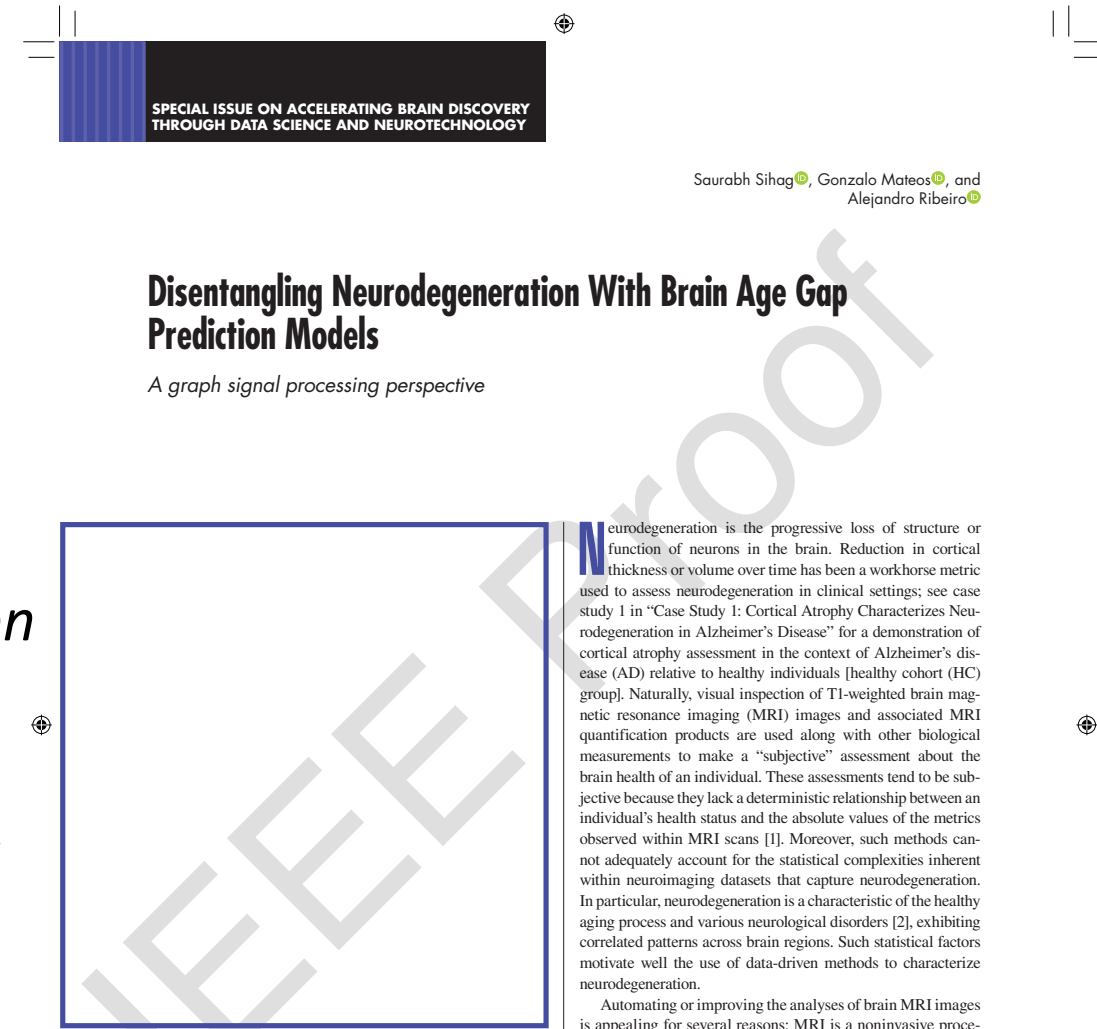 SPECIAL ISSUE ON ACCELERATING BRAIN DISCOVERY
THROUGH DATA SCIENCE AND NEUROTECHNOLOGY
Saurabh Sihag, Gonzalo Mateos, and
Alejandro Ribeiro
Disentangling Neurodegeneration With Brain Age Gap
Prediction Models
A graph signal processing perspective
Neurodegeneration is the progressive loss of structure or
function of neurons in the brain. Reduction in cortical
thickness or volume over time has been a workhorse metric
used to assess neurodegeneration in clinical settings; see case
study 1 in “Case Study 1: Cortical Atrophy Characterizes Neu-
rodegeneration in Alzheimer’s Disease” for a demonstration of
cortical atrophy assessment in the context of Alzheimer’s dis-
ease (AD) relative to healthy individuals [healthy cohort (HC)
group]. Naturally, visual inspection of T1-weighted brain mag-
netic resonance imaging (MRI) images and associated MRI
quantification products are used along with other biological
measurements to make a “subjective” assessment about the
brain health of an individual. These assessments tend to be sub-
jective because they lack a deterministic relationship between an
individual’s health status and the absolute values of the metrics
observed within MRI scans [1]. Moreover, such methods can-
not adequately account for the statistical complexities inherent
within neuroimaging datasets that capture neurodegeneration.
In particular, neurodegeneration is a characteristic of the healthy
aging process and various neurological disorders [2], exhibiting
correlated patterns across brain regions. Such statistical factors
motivate well the use of data-driven methods to characterize
neurodegeneration.
Automating or improving the analyses of brain MRI images
is appealing for several reasons: MRI is a noninvasive proce-
IEEE Proof